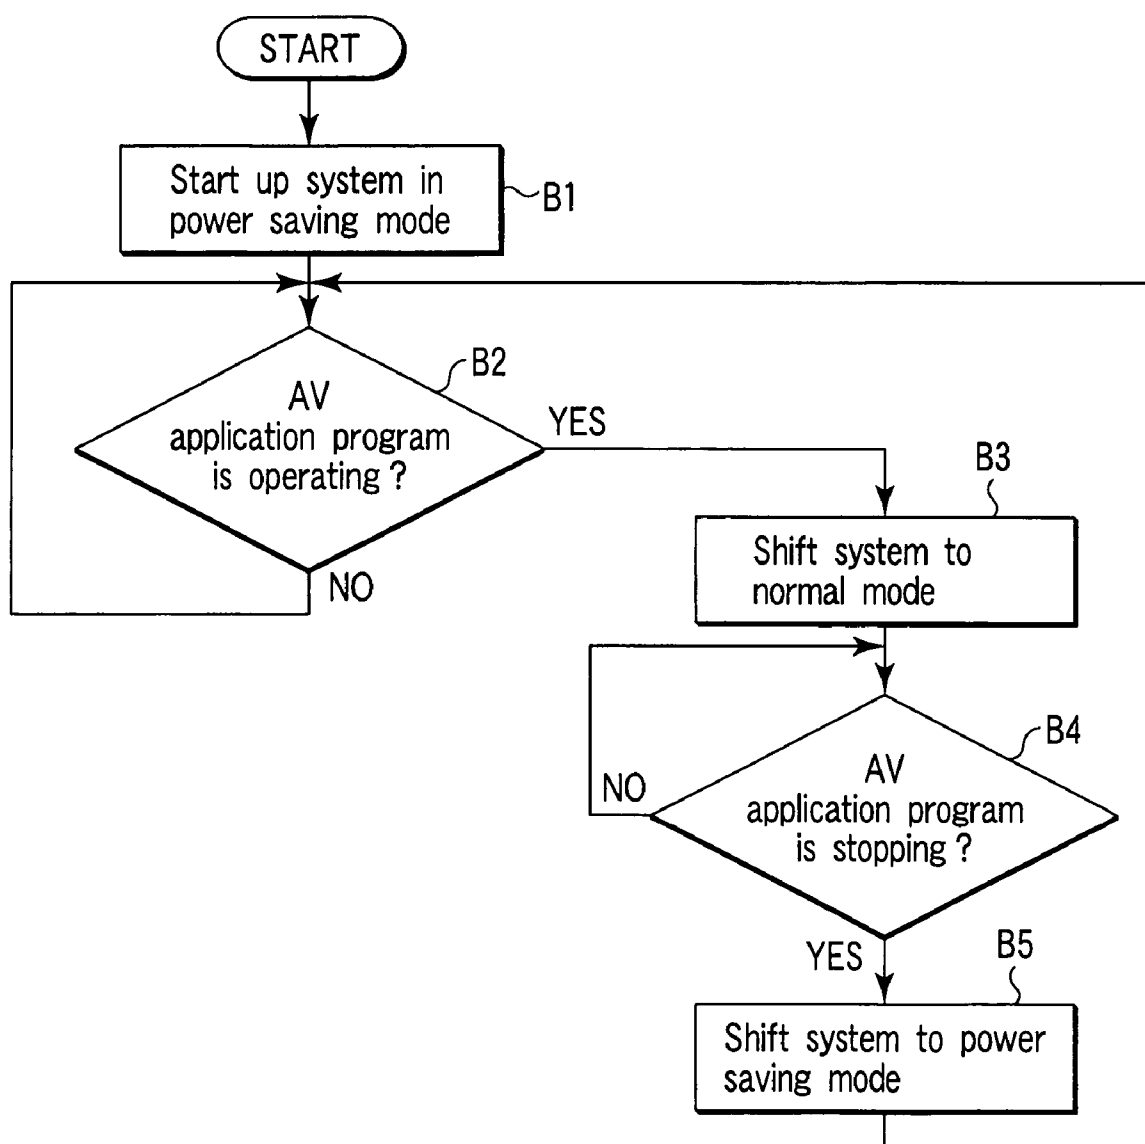 START
Start up system in
power saving mode
B1
B2
AV
application program
is operating ?
YES
NO
B3
Shift system to
normal mode
B4
AV
application program
is stopping ?
NO
YES
B5
Shift system to power
saving mode